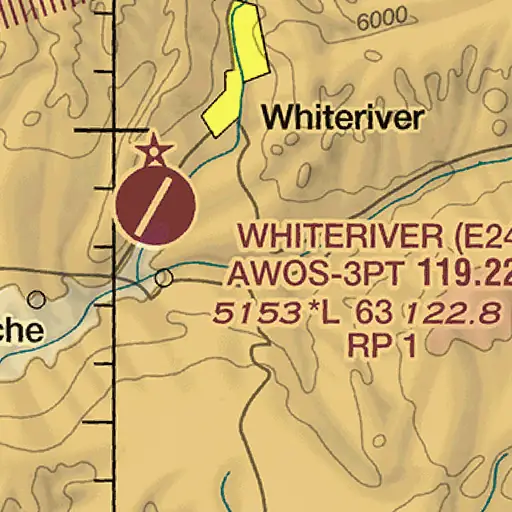 6000
Whiteriver
WHITERIVER (E24
AWOS-3PT 119.22
5153 *L 63 122.8
RP 1
che